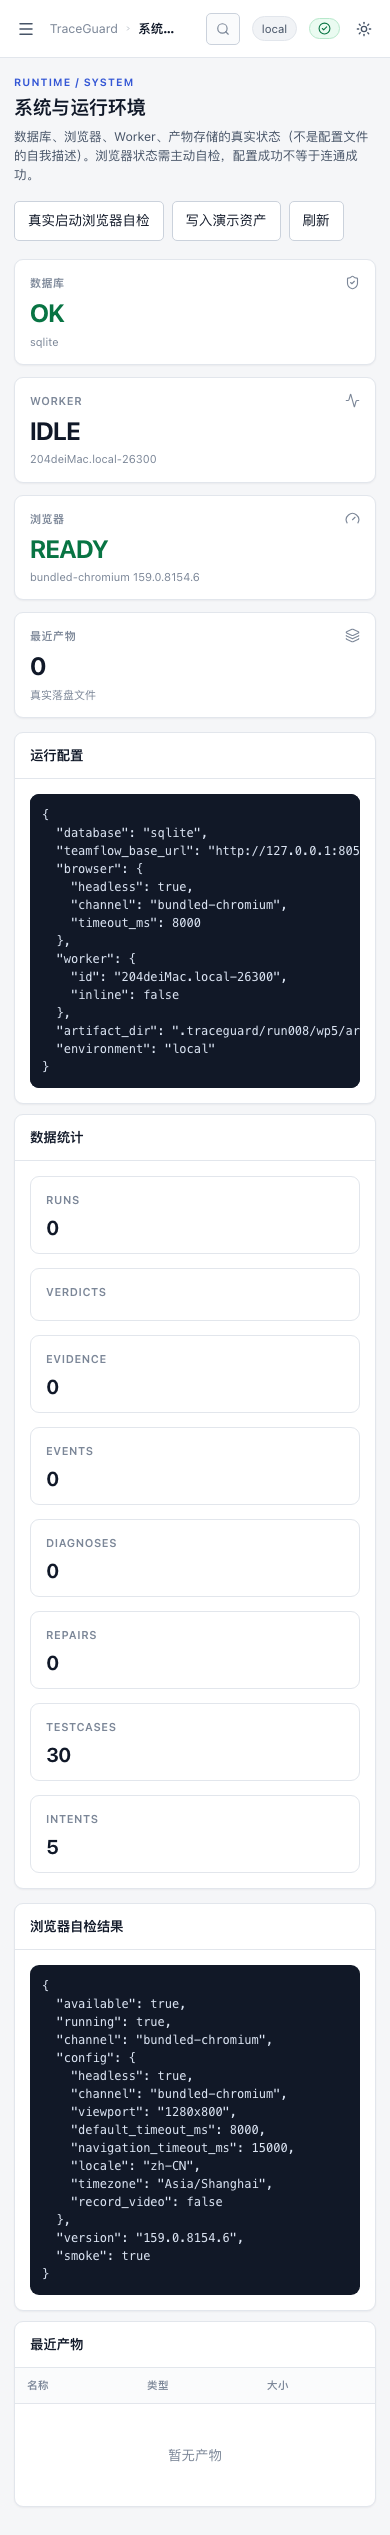 TraceGuard › 系统... local
RUNTIME / SYSTEM
系统与运行环境
数据库、浏览器、Worker、产物存储的真实状态（不是配置文件
的自我描述）。浏览器状态需主动自检，配置成功不等于连通成
功。
真实启动浏览器自检 写入演示资产 刷新
数据库
OK
sqlite
WORKER
IDLE
204deiMac.local-26300
浏览器
READY
bundled-chromium 159.0.8154.6
最近产物
0
真实落盘文件
运行配置
{
  "database": "sqlite",
  "teamflow_base_url": "http://127.0.0.1:805
  "browser": {
    "headless": true,
    "channel": "bundled-chromium",
    "timeout_ms": 8000
  },
  "worker": {
    "id": "204deiMac.local-26300",
    "inline": false
  },
  "artifact_dir": ".traceguard/run008/wp5/ar
  "environment": "local"
}
数据统计
RUNS
0
VERDICTS
EVIDENCE
0
EVENTS
0
DIAGNOSES
0
REPAIRS
0
TESTCASES
30
INTENTS
5
浏览器自检结果
{
  "available": true,
  "running": true,
  "channel": "bundled-chromium",
  "config": {
    "headless": true,
    "channel": "bundled-chromium",
    "viewport": "1280x800",
    "default_timeout_ms": 8000,
    "navigation_timeout_ms": 15000,
    "locale": "zh-CN",
    "timezone": "Asia/Shanghai",
    "record_video": false
  },
  "version": "159.0.8154.6",
  "smoke": true
}
最近产物
名称 类型 大小
暂无产物